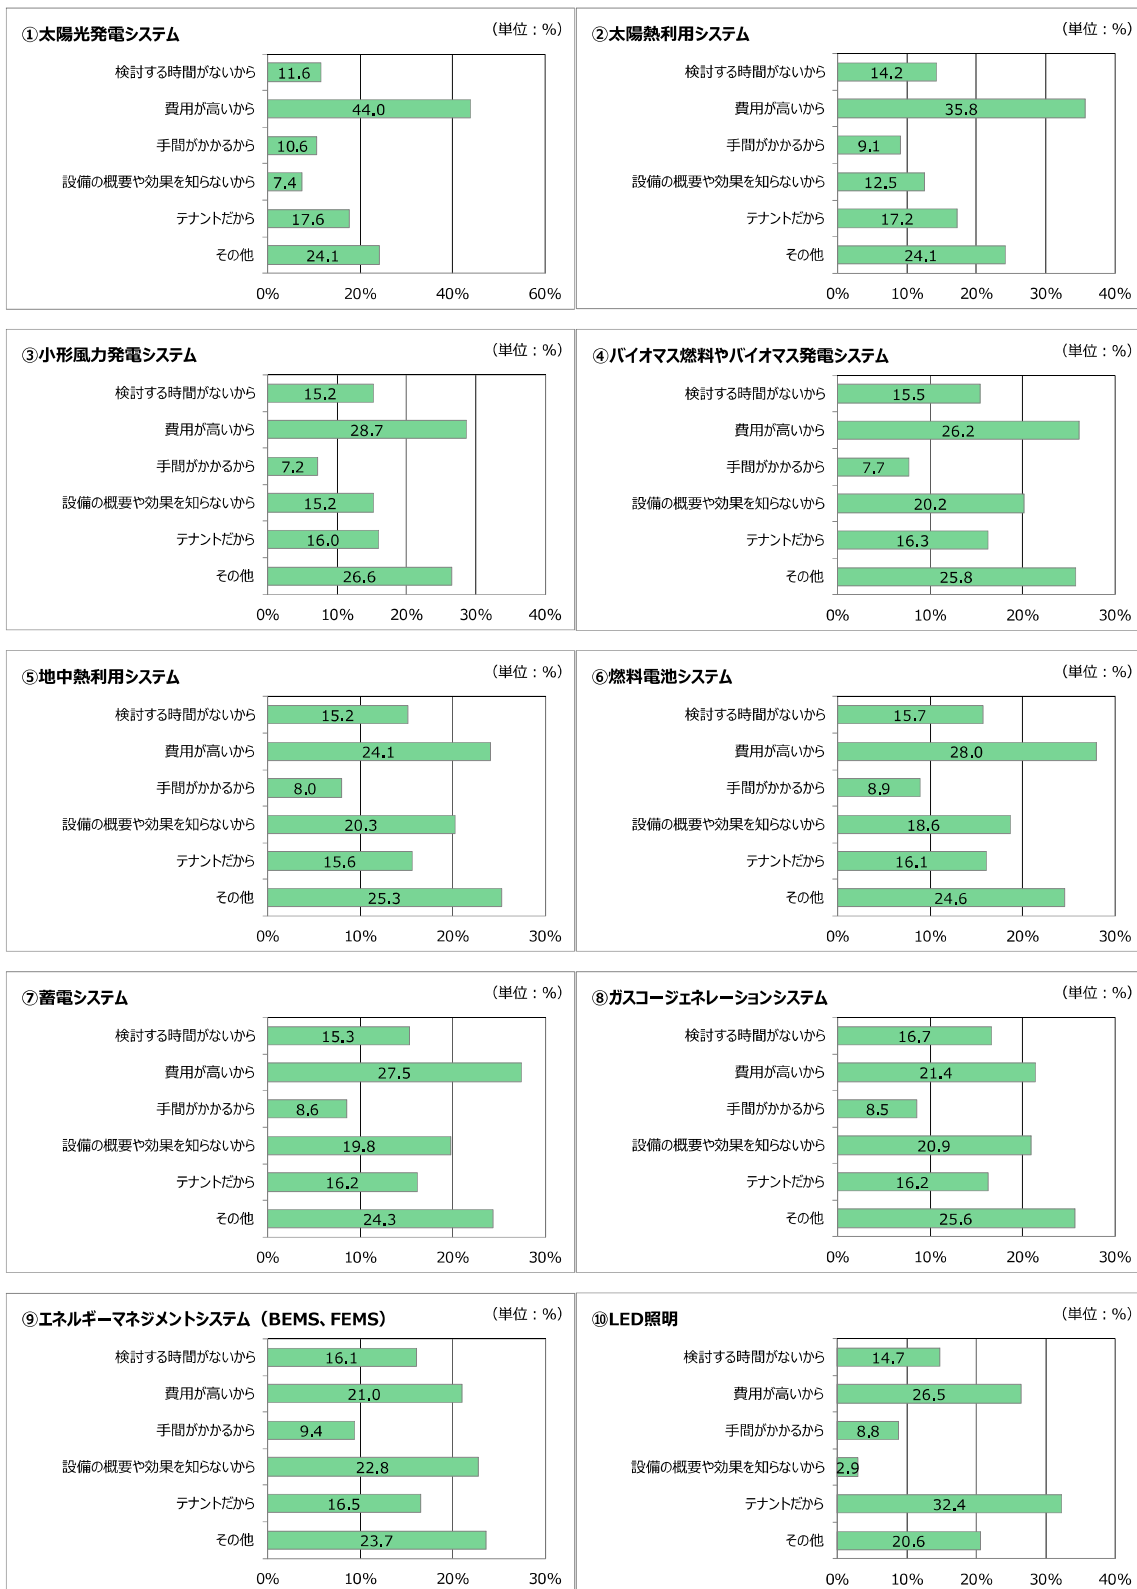 ①太陽光発電システム
(単位：%)
検討する時間がないから 11.6
費用が高いから 44.0
手間がかかるから 10.6
設備の概要や効果を知らないから 7.4
テナントだから 17.6
その他 24.1
0% 20% 40% 60%
②太陽熱利用システム
(単位：%)
検討する時間がないから 14.2
費用が高いから 35.8
手間がかかるから 9.1
設備の概要や効果を知らないから 12.5
テナントだから 17.2
その他 24.1
0% 10% 20% 30% 40%
③小形風力発電システム
(単位：%)
検討する時間がないから 15.2
費用が高いから 28.7
手間がかかるから 7.2
設備の概要や効果を知らないから 15.2
テナントだから 16.0
その他 26.6
0% 10% 20% 30% 40%
④バイオマス燃料やバイオマス発電システム
(単位：%)
検討する時間がないから 15.5
費用が高いから 26.2
手間がかかるから 7.7
設備の概要や効果を知らないから 20.2
テナントだから 16.3
その他 25.8
0% 10% 20% 30%
⑤地中熱利用システム
(単位：%)
検討する時間がないから 15.2
費用が高いから 24.1
手間がかかるから 8.0
設備の概要や効果を知らないから 20.3
テナントだから 15.6
その他 25.3
0% 10% 20% 30%
⑥燃料電池システム
(単位：%)
検討する時間がないから 15.7
費用が高いから 28.0
手間がかかるから 8.9
設備の概要や効果を知らないから 18.6
テナントだから 16.1
その他 24.6
0% 10% 20% 30%
⑦蓄電システム
(単位：%)
検討する時間がないから 15.3
費用が高いから 27.5
手間がかかるから 8.6
設備の概要や効果を知らないから 19.8
テナントだから 16.2
その他 24.3
0% 10% 20% 30%
⑧ガスコージェネレーションシステム
(単位：%)
検討する時間がないから 16.7
費用が高いから 21.4
手間がかかるから 8.5
設備の概要や効果を知らないから 20.9
テナントだから 16.2
その他 25.6
0% 10% 20% 30%
⑨エネルギーマネジメントシステム（BEMS、FEMS）
(単位：%)
検討する時間がないから 16.1
費用が高いから 21.0
手間がかかるから 9.4
設備の概要や効果を知らないから 22.8
テナントだから 16.5
その他 23.7
0% 10% 20% 30%
⑩LED照明
(単位：%)
検討する時間がないから 14.7
費用が高いから 26.5
手間がかかるから 8.8
設備の概要や効果を知らないから 2.9
テナントだから 32.4
その他 20.6
0% 10% 20% 30% 40%